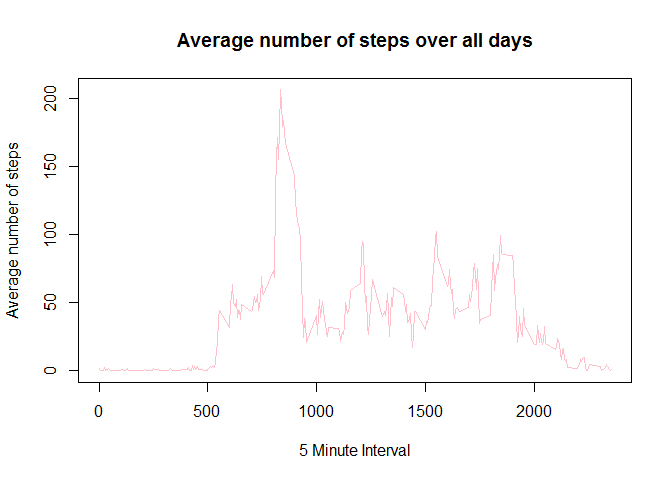 Average number of steps over all days
Average number of steps
200
150
100
50
0
0 500 1000 1500 2000
5 Minute Interval